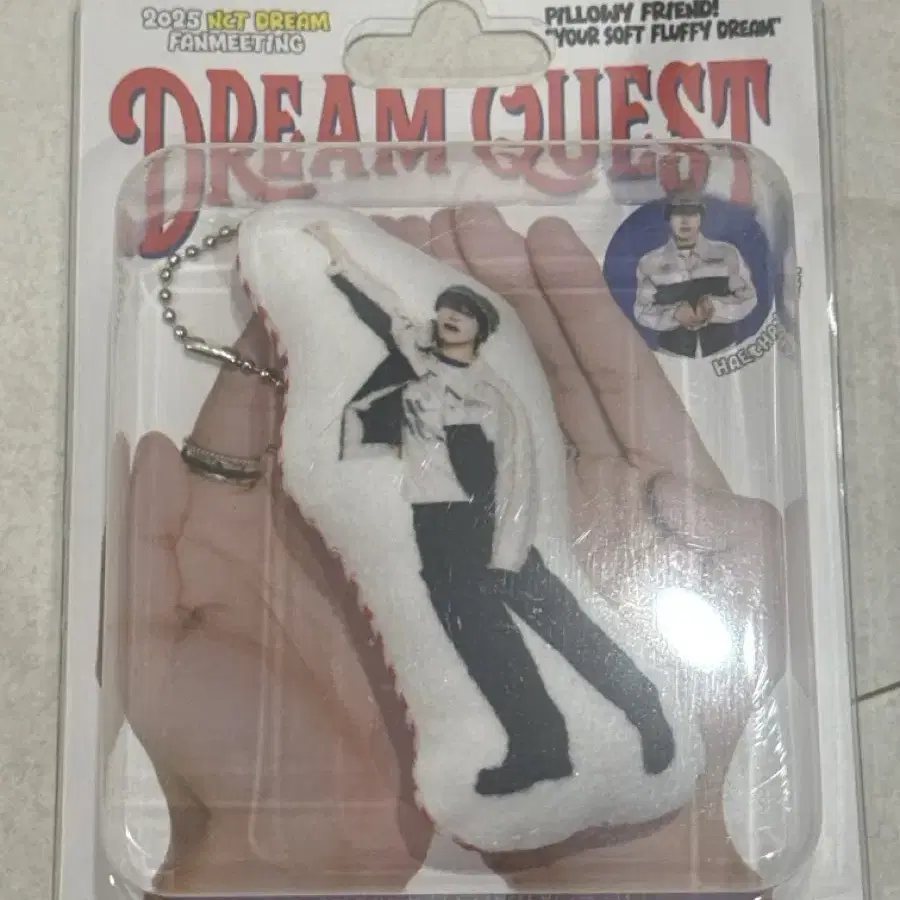 2025 NCT DREAM
FANMEETING
PILLOWY FRIEND!
"YOUR SOFT FLUFFY DREAM"
DREAM QUEST